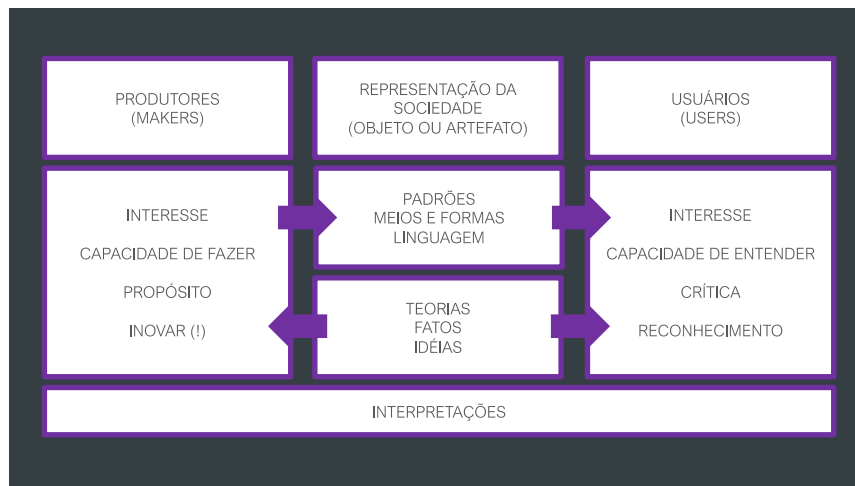 PRODUTORES
(MAKERS)
REPRESENTAÇÃO DA
SOCIEDADE
(OBJETO OU ARTEFATO)
USUÁRIOS
(USERS)
INTERESSE
CAPACIDADE DE FAZER
PROPÓSITO
INOVAR (!)
PADRÕES
MEIOS E FORMAS
LINGUAGEM
TEORIAS
FATOS
IDÉIAS
INTERESSE
CAPACIDADE DE ENTENDER
CRÍTICA
RECONHECIMENTO
INTERPRETAÇÕES